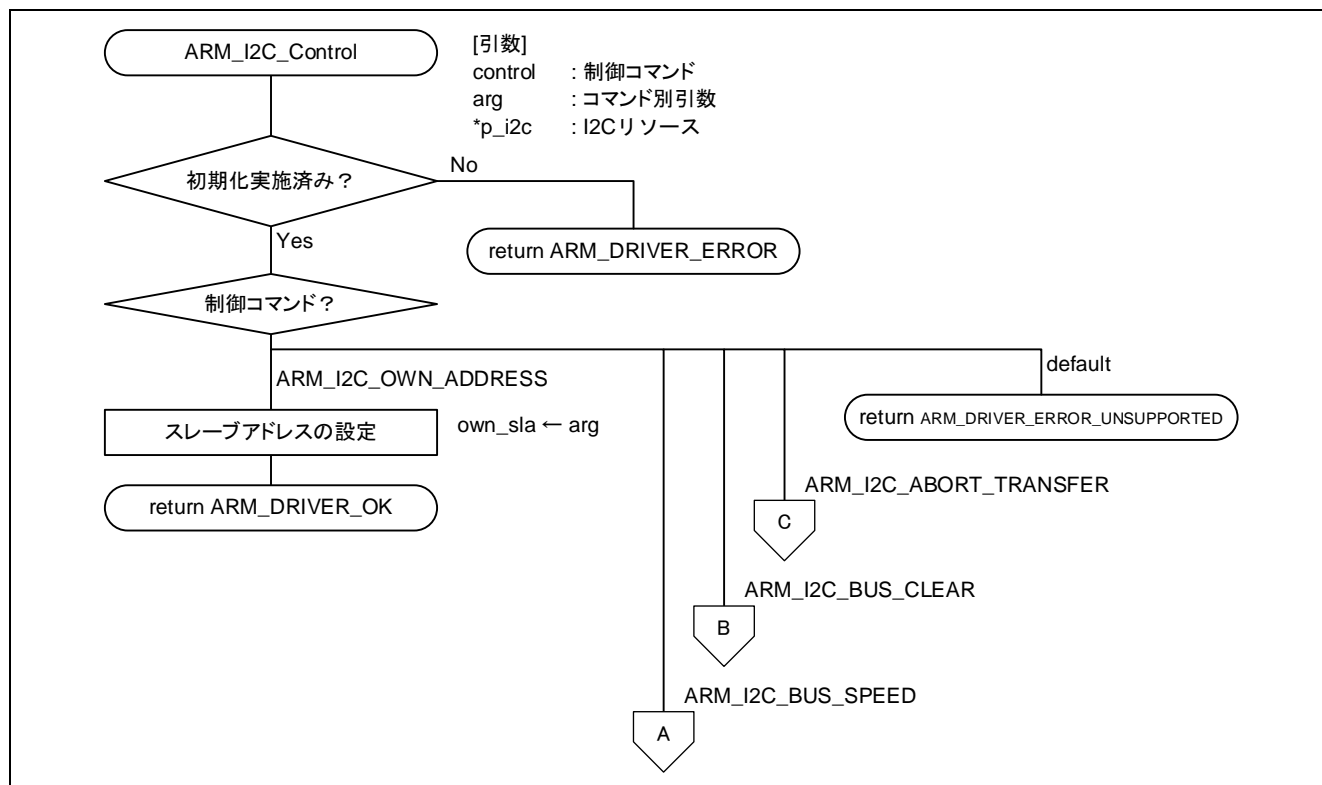 ARM_I2C_Control
[引数]
control : 制御コマンド
arg : コマンド別引数
*p_i2c : I2Cリソース
初期化実施済み？
No
return ARM_DRIVER_ERROR
Yes
制御コマンド？
default
ARM_I2C_OWN_ADDRESS
return ARM_DRIVER_ERROR_UNSUPPORTED
スレーブアドレスの設定
own_sla ← arg
ARM_I2C_ABORT_TRANSFER
return ARM_DRIVER_OK
C
ARM_I2C_BUS_CLEAR
B
ARM_I2C_BUS_SPEED
A